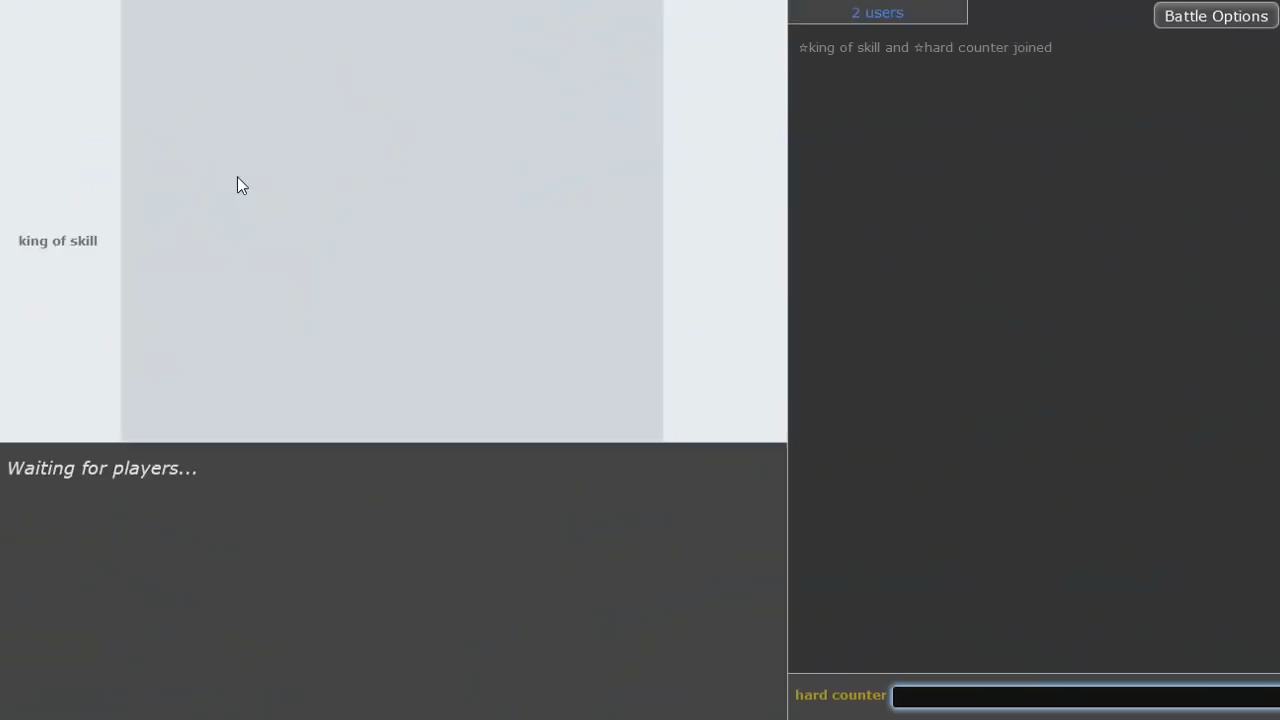 2 users
Battle Options
☆king of skill and ☆hard counter joined
king of skill
Waiting for players...
hard counter